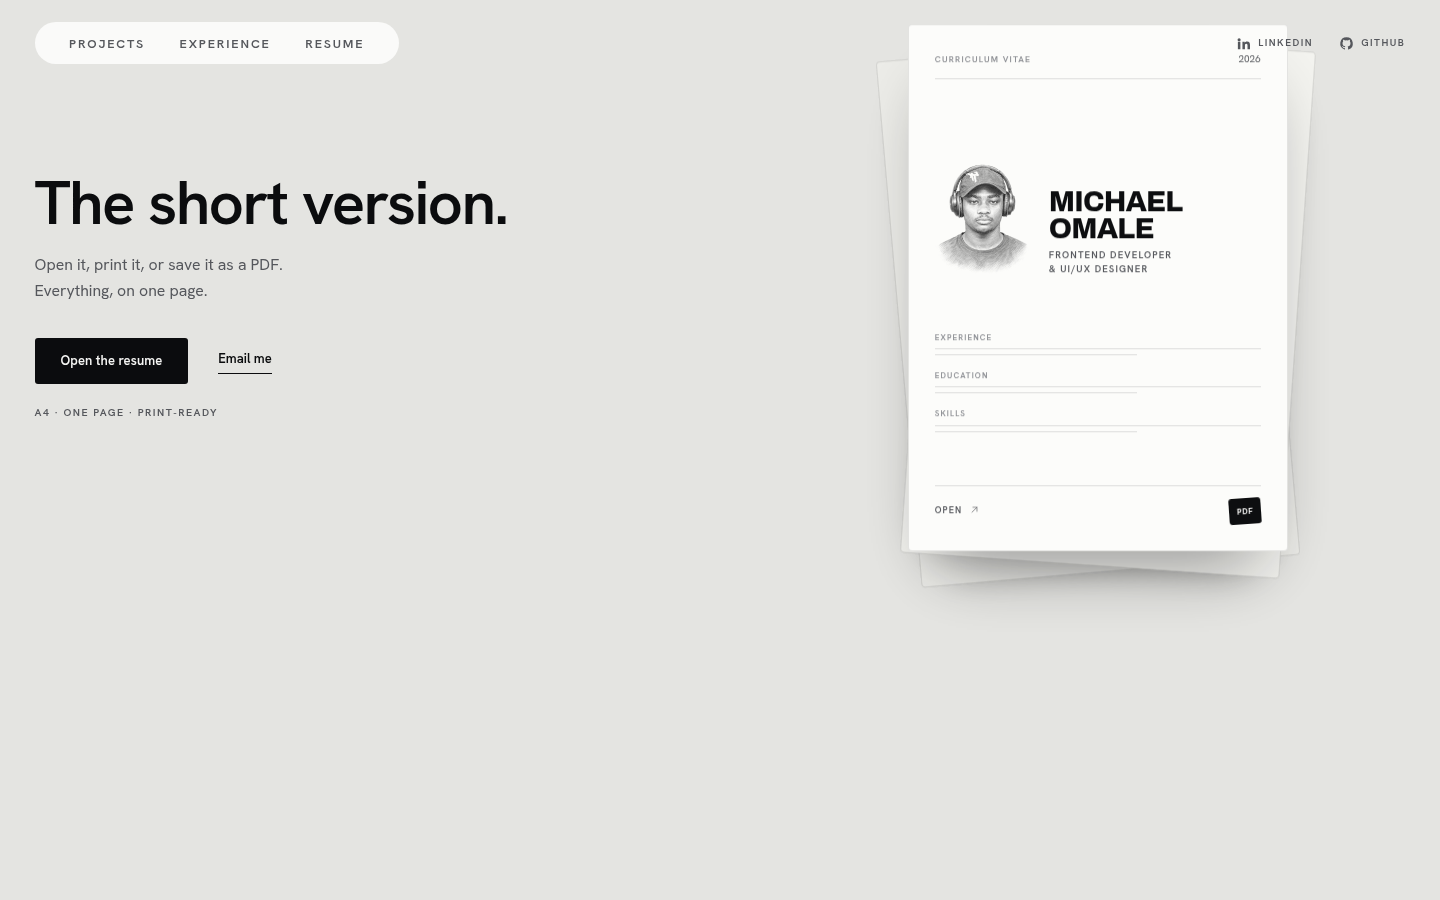 PROJECTS EXPERIENCE RESUME
LINKEDIN GITHUB
The short version.
Open it, print it, or save it as a PDF.
Everything, on one page.
Open the resume Email me
A4 · ONE PAGE · PRINT-READY
CURRICULUM VITAE 2026
MICHAEL
OMALE
FRONTEND DEVELOPER
& UI/UX DESIGNER
EXPERIENCE
EDUCATION
SKILLS
OPEN PDF